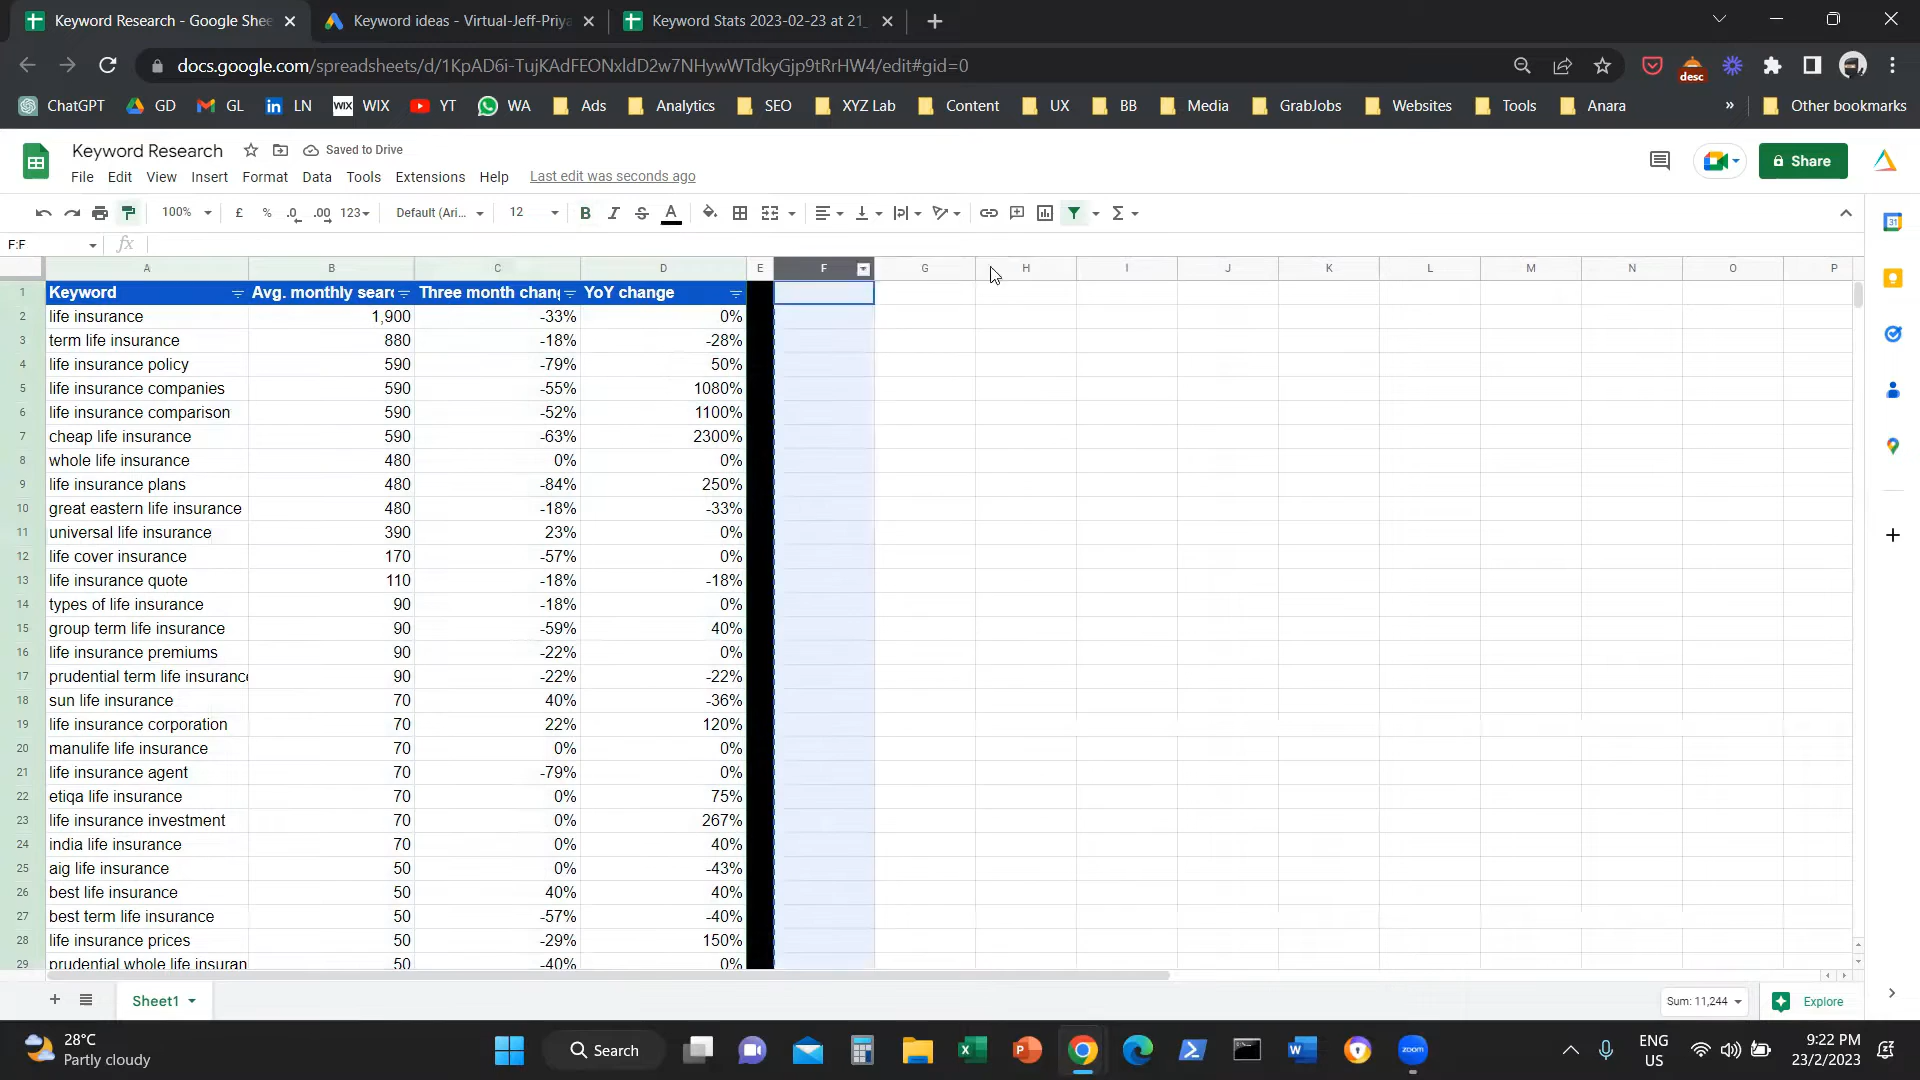 Keyword Research - Google Shee
Keyword ideas - Virtual-Jeff-Priya
Keyword Stats 2023-02-23 at 21_
docs.google.com/spreadsheets/d/1KpAD6i-TujKAdFEONxIdD2w7NHywWTdkyGjp9tRrHW4/edit#gid=0
desc
ChatGPT GD GL LN WIX WIX YT WA Ads Analytics SEO XYZ Lab Content UX BB Media GrabJobs Websites Tools Anara » Other bookmarks
Keyword Research Saved to Drive
Share
File Edit View Insert Format Data Tools Extensions Help Last edit was seconds ago
100% £ % .0 .00 123 Default (Ari... 12 B I S A Σ
F:F fx
A B C D E F G H I J K L M N O P
1 Keyword Avg. monthly sear Three month chang YoY change
2 life insurance 1,900 -33% 0%
3 term life insurance 880 -18% -28%
4 life insurance policy 590 -79% 50%
5 life insurance companies 590 -55% 1080%
6 life insurance comparison 590 -52% 1100%
7 cheap life insurance 590 -63% 2300%
8 whole life insurance 480 0% 0%
9 life insurance plans 480 -84% 250%
10 great eastern life insurance 480 -18% -33%
11 universal life insurance 390 23% 0%
12 life cover insurance 170 -57% 0%
13 life insurance quote 110 -18% -18%
14 types of life insurance 90 -18% 0%
15 group term life insurance 90 -59% 40%
16 life insurance premiums 90 -22% 0%
17 prudential term life insurance 90 -22% -22%
18 sun life insurance 70 40% -36%
19 life insurance corporation 70 22% 120%
20 manulife life insurance 70 0% 0%
21 life insurance agent 70 -79% 0%
22 etiqa life insurance 70 0% 75%
23 life insurance investment 70 0% 267%
24 india life insurance 70 0% 40%
25 aig life insurance 50 0% -43%
26 best life insurance 50 40% 40%
27 best term life insurance 50 -57% -40%
28 life insurance prices 50 -29% 150%
29 prudential whole life insuran 50 -40% 0%
Sheet1 Sum: 11,244 Explore
31
28°C
Partly cloudy
Search
zoom
ENG
US
9:22 PM
23/2/2023